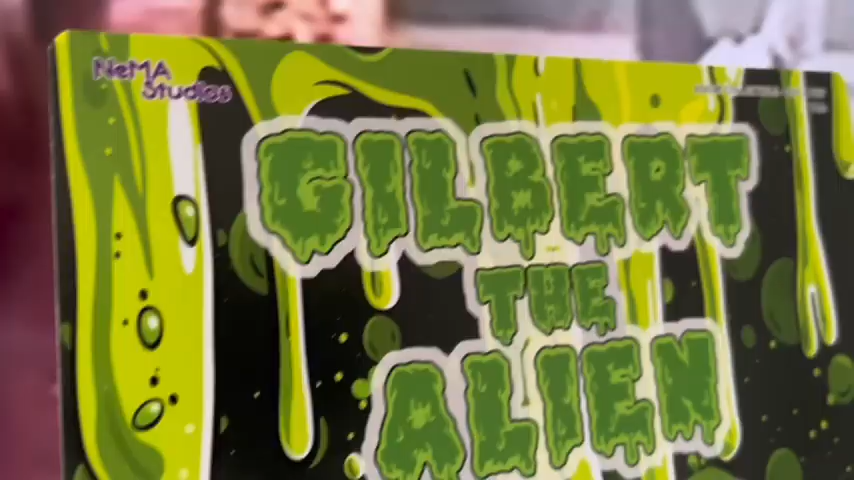 NeMA
Studios
GILBERT
THE
ALIEN